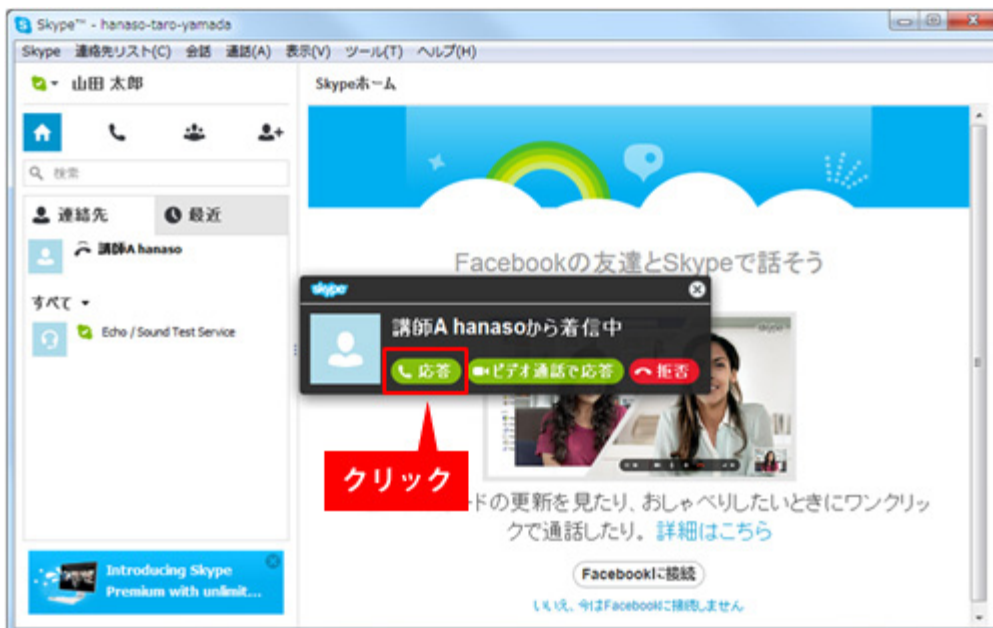 Skype™ - hanaso-taro-yamada
Skype 連絡先リスト(C) 会話 通話(A) 表示(V) ツール(T) ヘルプ(H)
山田 太郎
検索
連絡先 最近
講師A hanaso
すべて
Echo / Sound Test Service
Introducing Skype
Premium with unlimit...
Skypeホーム
Facebookの友達とSkypeで話そう
skype
講師A hanasoから着信中
応答 ビデオ通話で応答 拒否
クリック
skype
ードの更新を見たり、おしゃべりしたいときにワンクリッ
クで通話したり。詳細はこちら
Facebookに接続
いいえ、今はFacebookに接続しません